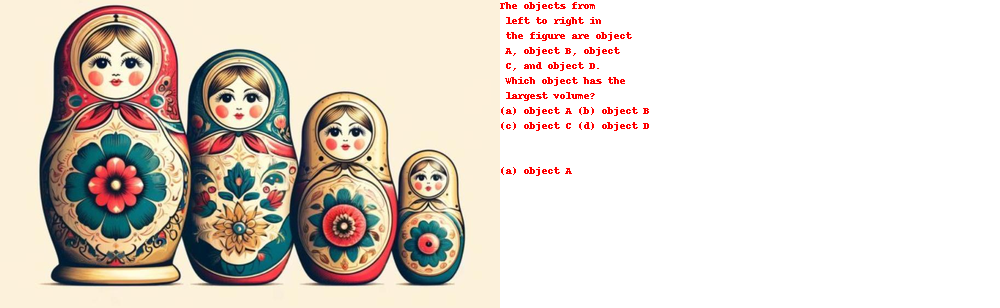 The objects from
left to right in
the figure are object
A, object B, object
C, and object D.
Which object has the
largest volume?
(a) object A (b) object B
(c) object C (d) object D
(a) object A